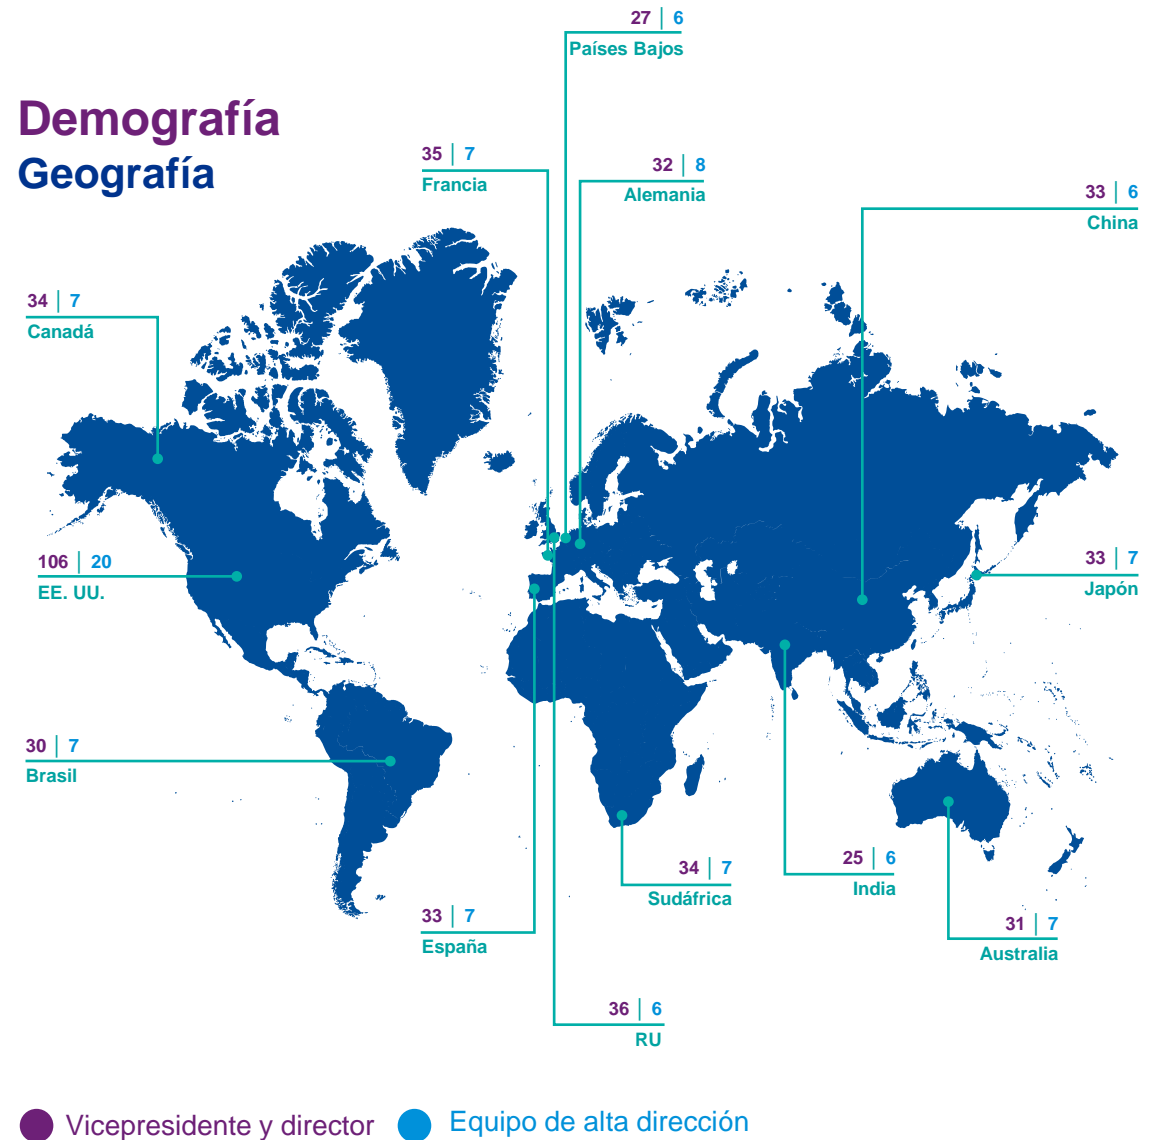 27 | 6
Países Bajos
Demografía
Geografía
35 | 7
Francia
32 | 8
Alemania
33 | 6
China
34 | 7
Canadá
106 | 20
EE. UU.
33 | 7
Japón
30 | 7
Brasil
34 | 7
Sudáfrica
25 | 6
India
33 | 7
España
31 | 7
Australia
36 | 6
RU
Vicepresidente y director
Equipo de alta dirección